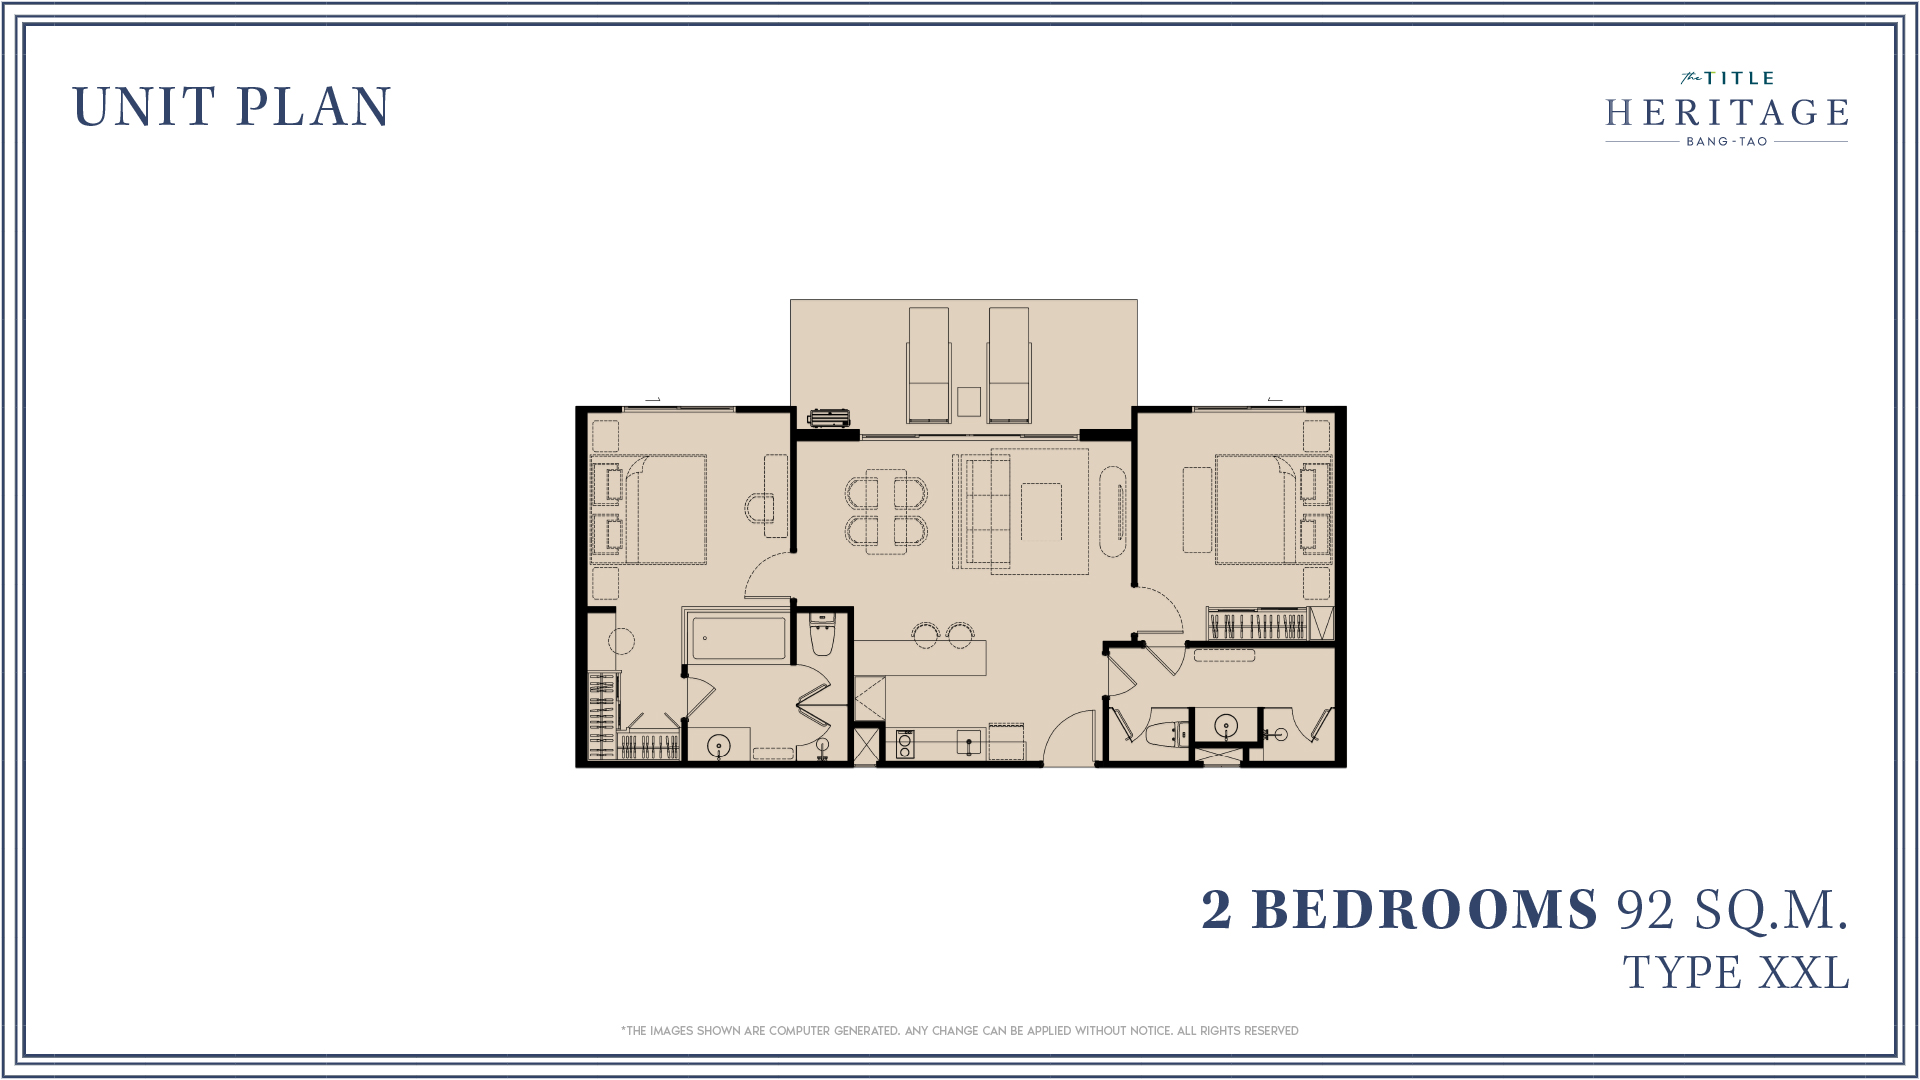 UNIT PLAN
the TITLE
HERITAGE
BANG-TAO
2 BEDROOMS 92 SQ.M.
TYPE XXL
*THE IMAGES SHOWN ARE COMPUTER GENERATED. ANY CHANGE CAN BE APPLIED WITHOUT NOTICE. ALL RIGHTS RESERVED